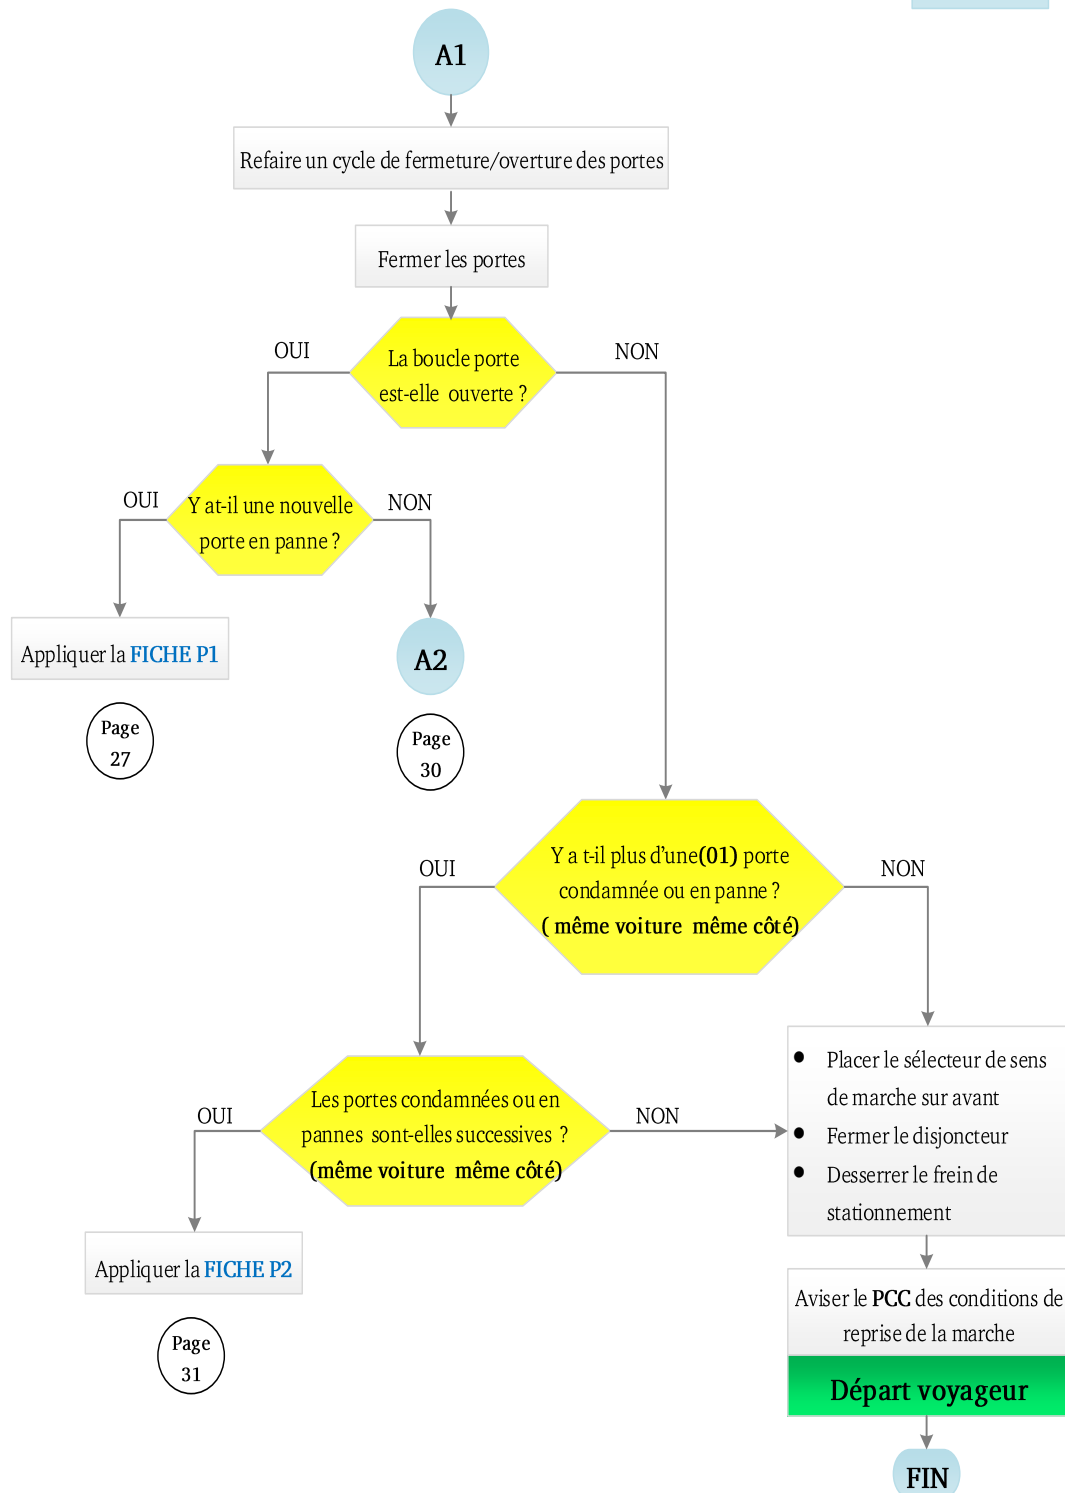 A1
Refaire un cycle de fermeture/overture des portes
Fermer les portes
La boucle porte
est-elle ouverte ?
OUI
NON
Y at-il une nouvelle
porte en panne ?
OUI
NON
Appliquer la FICHE P1
A2
Page
27
Page
30
Y a t-il plus d'une(01) porte
condamnée ou en panne ?
( même voiture même côté)
OUI
NON
Les portes condamnées ou en
pannes sont-elles successives ?
(même voiture même côté)
OUI
NON
• Placer le sélecteur de sens
de marche sur avant
• Fermer le disjoncteur
• Desserrer le frein de
stationnement
Appliquer la FICHE P2
Page
31
Aviser le PCC des conditions de
reprise de la marche
Départ voyageur
FIN